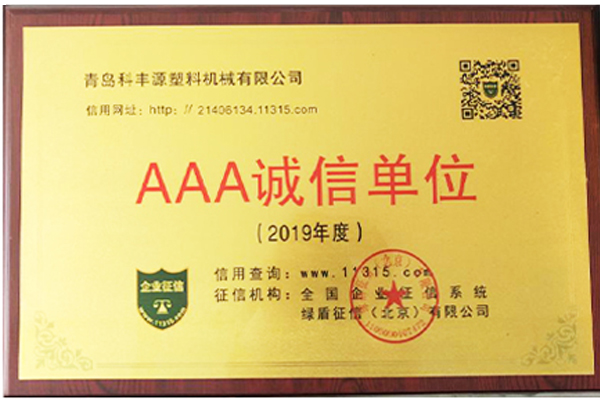 青岛科丰源塑料机械有限公司
信用网址：http：//21406134.11315.com
AAA诚信单位
（2019年度）
企业征信
11315.com
信用查询：www.11315.com
征信机构：全国企业征信系统
绿盾征信（北京）有限公司